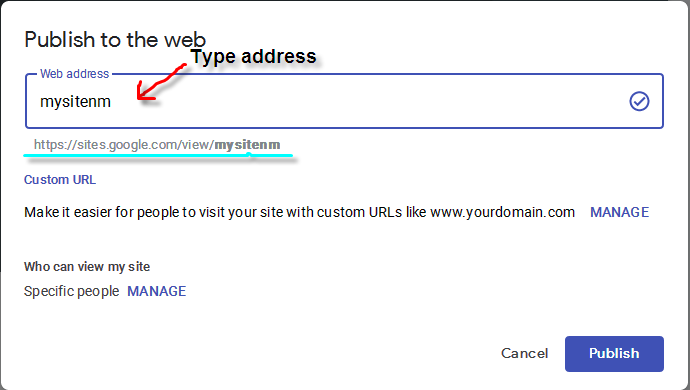 Publish to the web
Type address
Web address
mysitenm
https://sites.google.com/view/mysitenm
Custom URL
Make it easier for people to visit your site with custom URLs like www.yourdomain.com MANAGE
Who can view my site
Specific people MANAGE
Cancel Publish